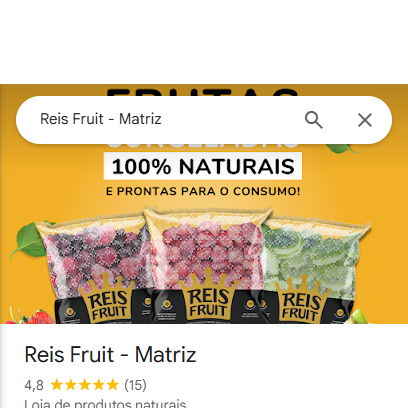 FRUTAS
Reis Fruit - Matriz
CONGELADAS
100% NATURAIS
E PRONTAS PARA O CONSUMO!
REIS FRUIT
REIS FRUIT
REIS FRUIT
Reis Fruit - Matriz
4,8 ★★★★★ (15)
Loja de produtos naturais